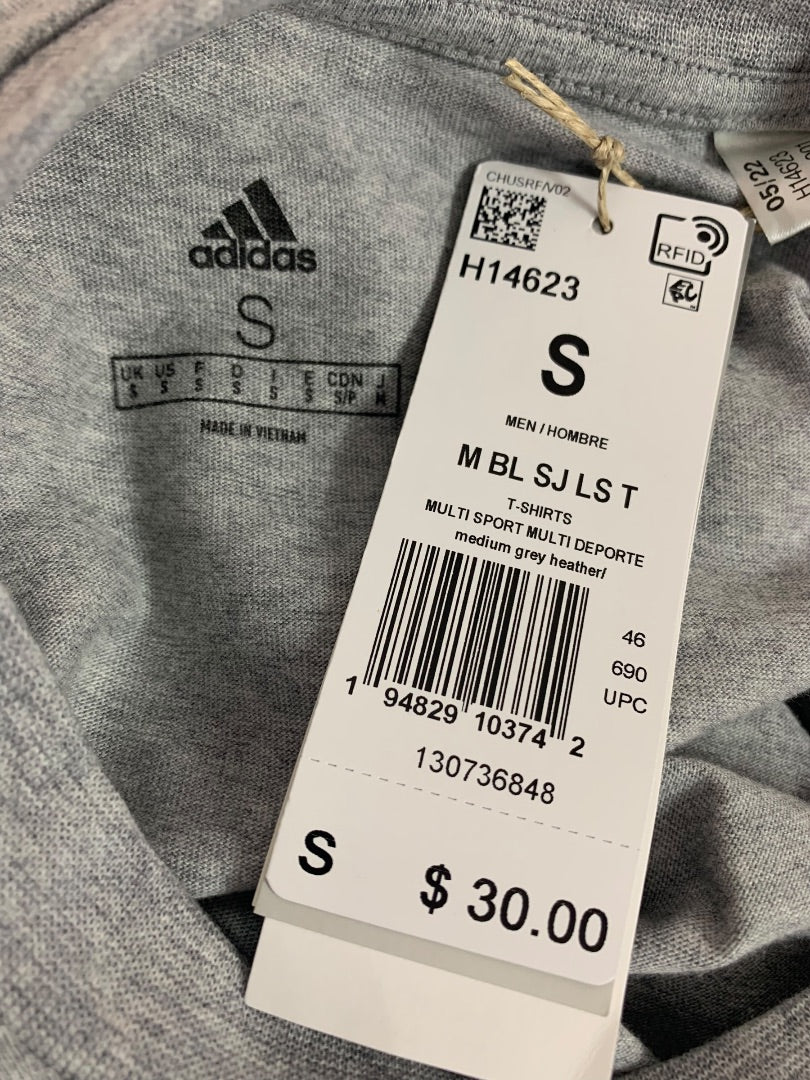 adidas
S
UK US F D I E CDN J
S S S S S S S/P M
MADE IN VIETNAM
CHUSRF/V02
RFID
H14623
S
MEN / HOMBRE
M BL SJ LS T
T-SHIRTS
MULTI SPORT MULTI DEPORTE
medium grey heather/
46
690
UPC
1 94829 10374 2
130736848
S $ 30.00
05/22
H14623